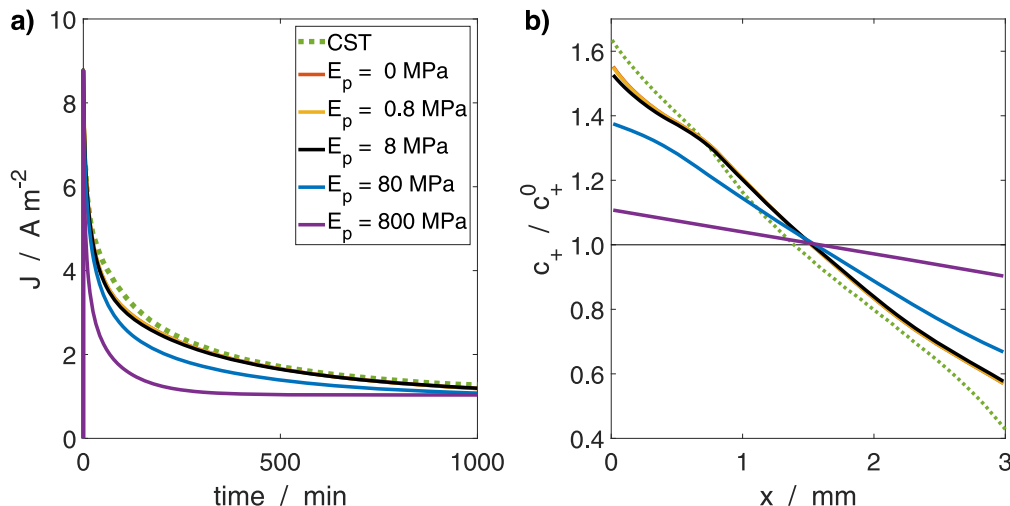 a)
10
8
6
4
2
0
J / A m⁻²
0
500
1000
time / min
CST
E_p = 0 MPa
E_p = 0.8 MPa
E_p = 8 MPa
E_p = 80 MPa
E_p = 800 MPa
b)
1.6
1.4
1.2
1.0
0.8
0.6
0.4
c_+ / c_+^0
0
1
2
3
x / mm